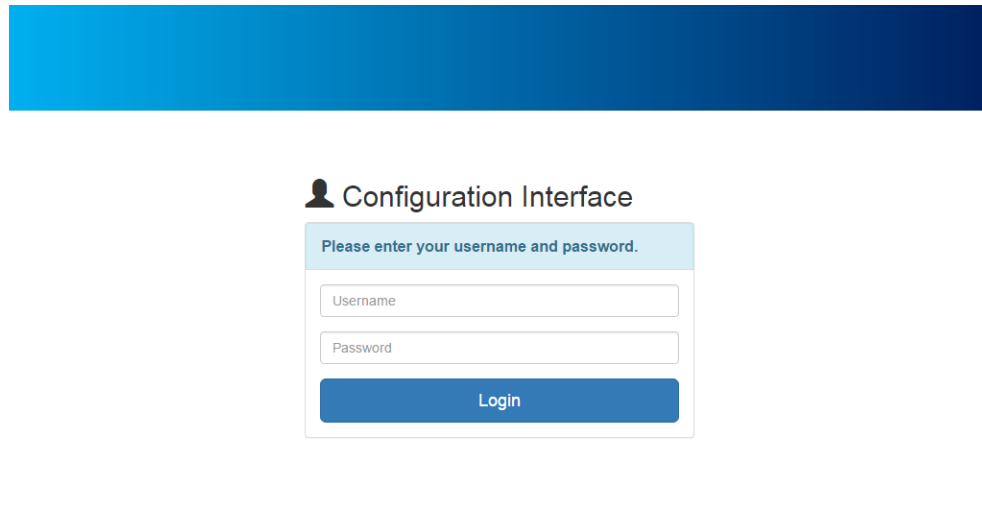 Configuration Interface
Please enter your username and password.
Username
Password
Login